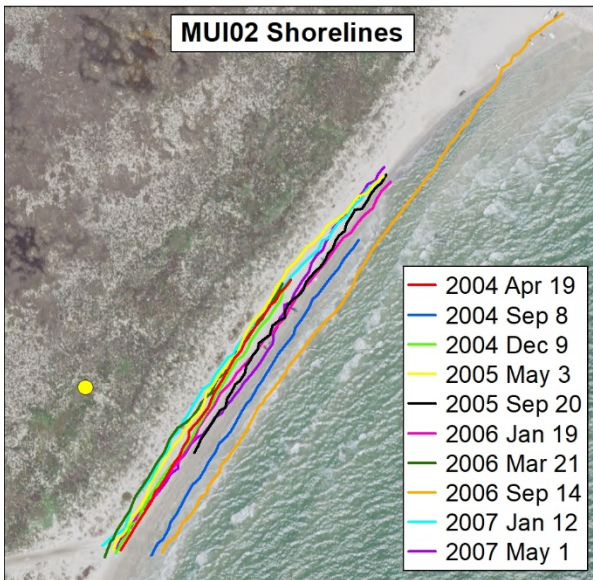 MUI02 Shorelines
2004 Apr 19
2004 Sep 8
2004 Dec 9
2005 May 3
2005 Sep 20
2006 Jan 19
2006 Mar 21
2006 Sep 14
2007 Jan 12
2007 May 1